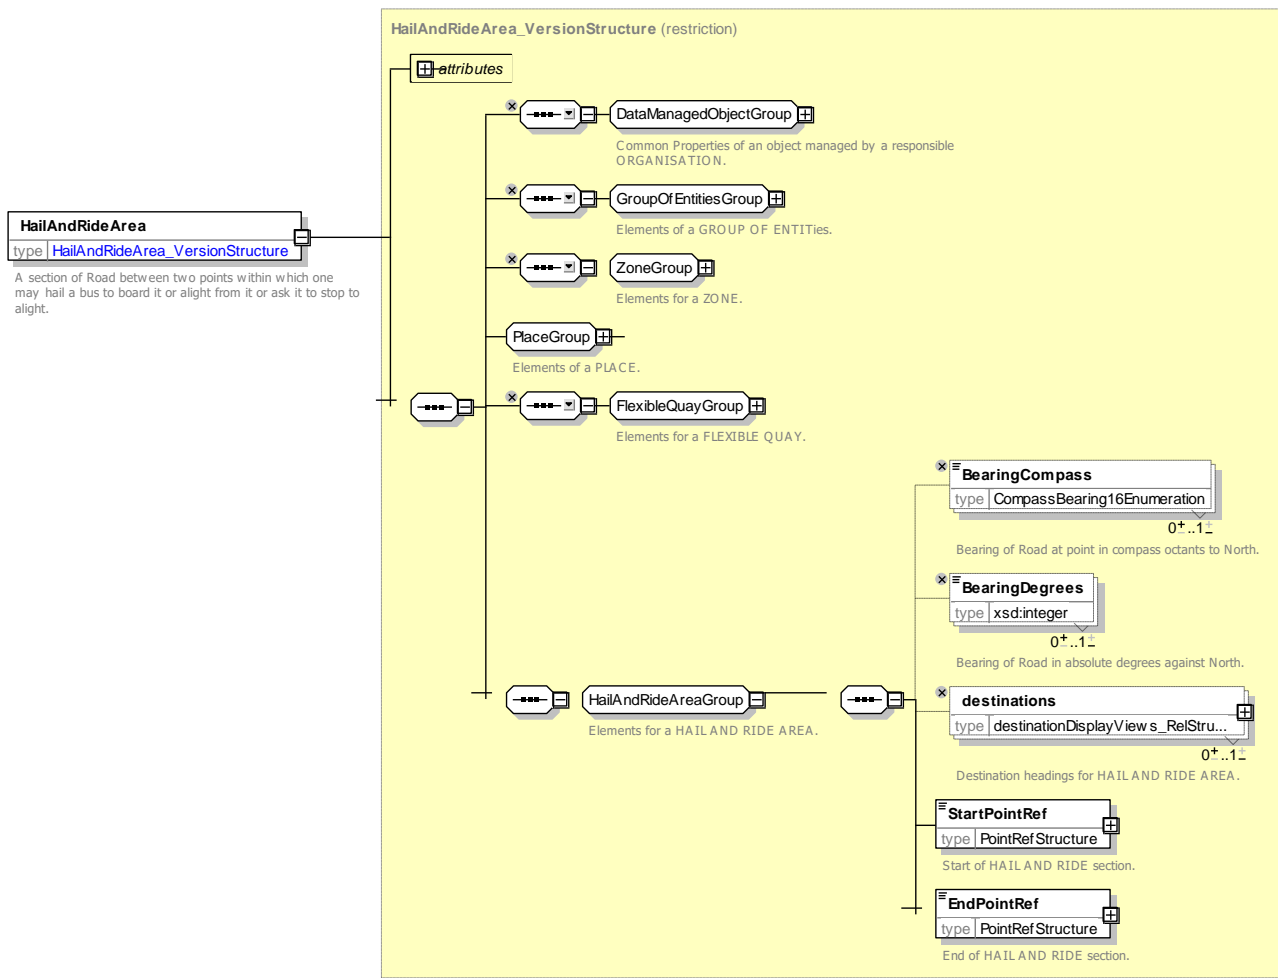 HailAndRideArea_VersionStructure (restriction)
attributes
DataManagedObjectGroup
Common Properties of an object managed by a responsible
ORGANISATION.
GroupOfEntitiesGroup
Elements of a GROUP OF ENTITies.
HailAndRideArea
type HailAndRideArea_VersionStructure
A section of Road between two points within which one
may hail a bus to board it or alight from it or ask it to stop to
alight.
ZoneGroup
Elements for a ZONE.
PlaceGroup
Elements of a PLACE.
FlexibleQuayGroup
Elements for a FLEXIBLE QUAY.
BearingCompass
type CompassBearing16Enumeration
0..1
Bearing of Road at point in compass octants to North.
BearingDegrees
type xsd:integer
0..1
Bearing of Road in absolute degrees against North.
HailAndRideAreaGroup
Elements for a HAIL AND RIDE AREA.
destinations
type destinationDisplayViews_RelStru...
0..1
Destination headings for HAIL AND RIDE AREA.
StartPointRef
type PointRefStructure
Start of HAIL AND RIDE section.
EndPointRef
type PointRefStructure
End of HAIL AND RIDE section.